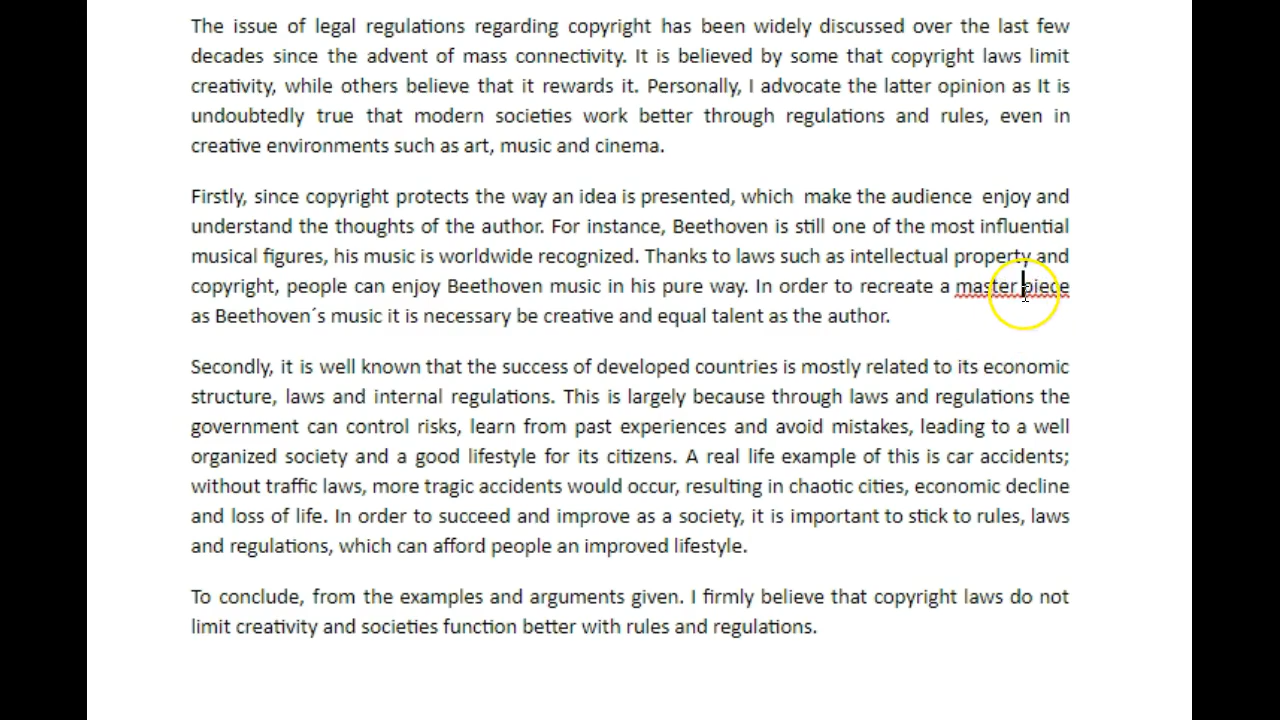 The issue of legal regulations regarding copyright has been widely discussed over the last few
decades since the advent of mass connectivity. It is believed by some that copyright laws limit
creativity, while others believe that it rewards it. Personally, I advocate the latter opinion as It is
undoubtedly true that modern societies work better through regulations and rules, even in
creative environments such as art, music and cinema.
Firstly, since copyright protects the way an idea is presented, which make the audience enjoy and
understand the thoughts of the author. For instance, Beethoven is still one of the most influential
musical figures, his music is worldwide recognized. Thanks to laws such as intellectual property and
copyright, people can enjoy Beethoven music in his pure way. In order to recreate a master piece
as Beethoven´s music it is necessary be creative and equal talent as the author.
Secondly, it is well known that the success of developed countries is mostly related to its economic
structure, laws and internal regulations. This is largely because through laws and regulations the
government can control risks, learn from past experiences and avoid mistakes, leading to a well
organized society and a good lifestyle for its citizens. A real life example of this is car accidents;
without traffic laws, more tragic accidents would occur, resulting in chaotic cities, economic decline
and loss of life. In order to succeed and improve as a society, it is important to stick to rules, laws
and regulations, which can afford people an improved lifestyle.
To conclude, from the examples and arguments given. I firmly believe that copyright laws do not
limit creativity and societies function better with rules and regulations.